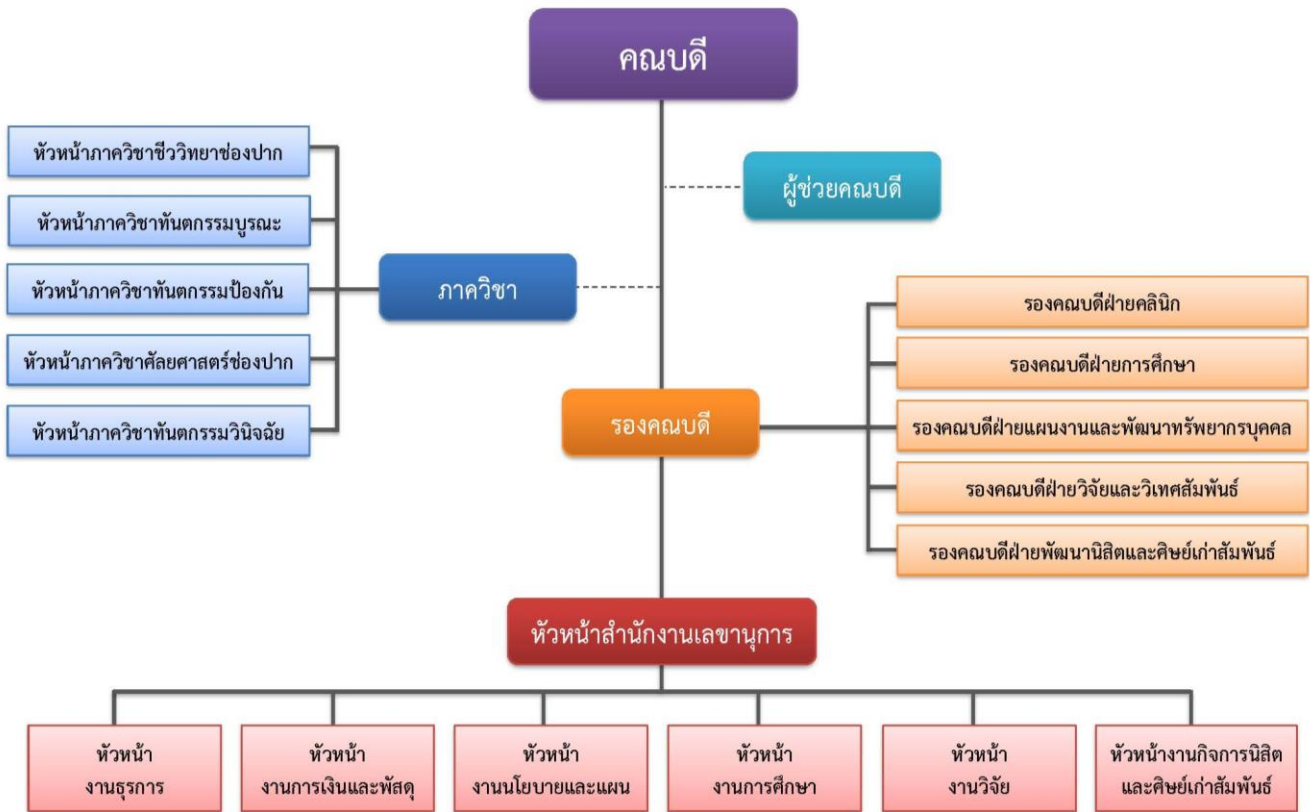 คณบดี
ผู้ช่วยคณบดี
หัวหน้าภาควิชาชีววิทยาช่องปาก
หัวหน้าภาควิชาทันตกรรมบูรณะ
หัวหน้าภาควิชาทันตกรรมป้องกัน
หัวหน้าภาควิชาศัลยศาสตร์ช่องปาก
หัวหน้าภาควิชาทันตกรรมวินิจฉัย
ภาควิชา
รองคณบดี
รองคณบดีฝ่ายคลินิก
รองคณบดีฝ่ายการศึกษา
รองคณบดีฝ่ายแผนงานและพัฒนาทรัพยากรบุคคล
รองคณบดีฝ่ายวิจัยและวิเทศสัมพันธ์
รองคณบดีฝ่ายพัฒนานิสิตและศิษย์เก่าสัมพันธ์
หัวหน้าสำนักงานเลขานุการ
หัวหน้า
งานธุรการ
หัวหน้า
งานการเงินและพัสดุ
หัวหน้า
งานนโยบายและแผน
หัวหน้า
งานการศึกษา
หัวหน้า
งานวิจัย
หัวหน้างานกิจการนิสิต
และศิษย์เก่าสัมพันธ์